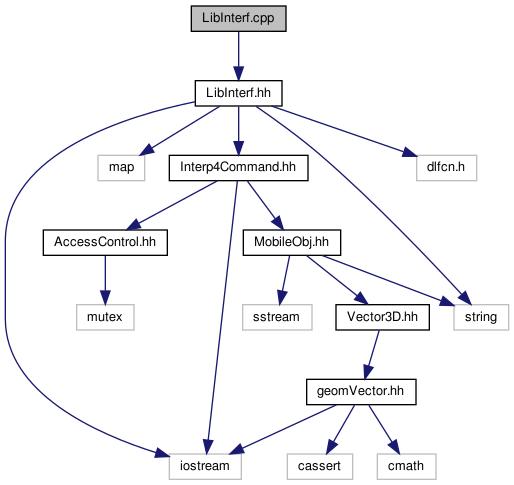 LibInterf.cpp
LibInterf.hh
map
Interp4Command.hh
dlfcn.h
AccessControl.hh
MobileObj.hh
mutex
sstream
Vector3D.hh
string
geomVector.hh
iostream
cassert
cmath